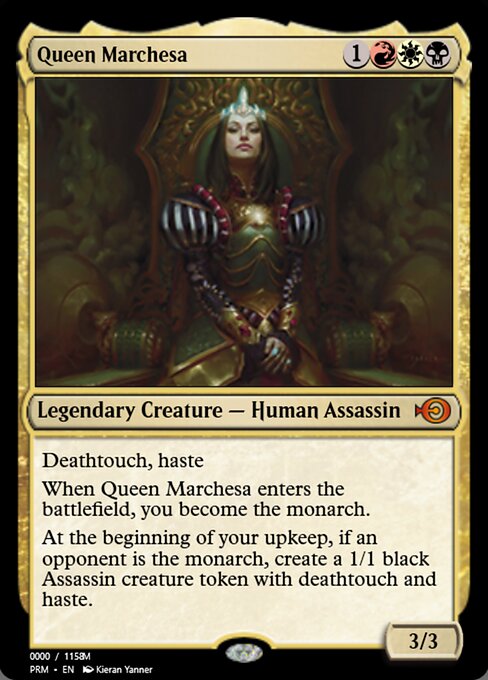 Queen Marchesa 1
Legendary Creature — Human Assassin
Deathtouch, haste
When Queen Marchesa enters the
battlefield, you become the monarch.
At the beginning of your upkeep, if an
opponent is the monarch, create a 1/1 black
Assassin creature token with deathtouch and
haste.
3/3
0000 / 1158M
PRM • EN Kieran Yanner